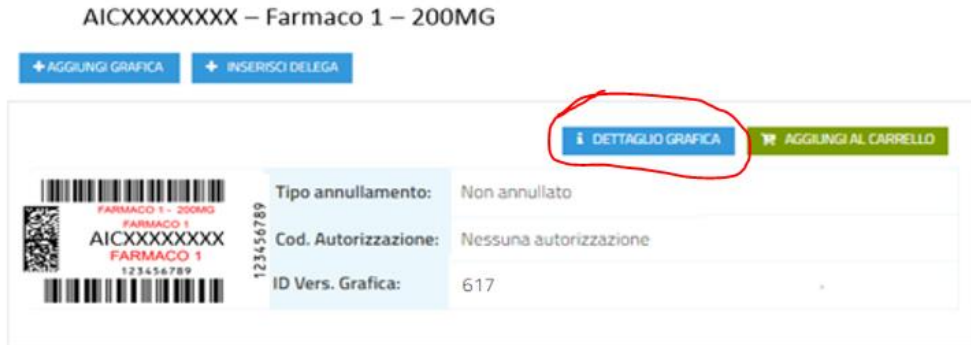 AICXXXXXXXX – Farmaco 1 – 200MG
+ AGGIUNGI GRAFICA + INSERISCI DELEGA
i DETTAGLIO GRAFICA AGGIUNGI AL CARRELLO
FARMACO 1 - 200MG
FARMACO 1
AICXXXXXXXXX
FARMACO 1
123456789
123456789
Tipo annullamento: Non annullato
Cod. Autorizzazione: Nessuna autorizzazione
ID Vers. Grafica: 617